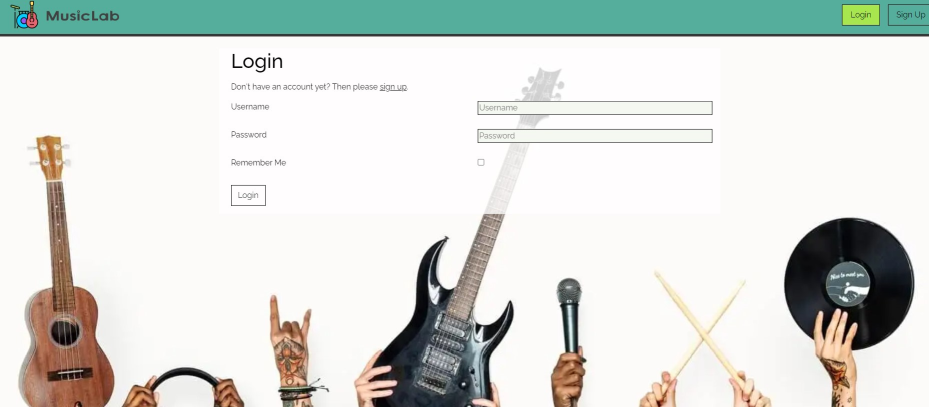 MusicLab
Login
Sign Up
Login
Don't have an account yet? Then please sign up.
Username
Username
Password
Password
Remember Me
Login
Nice to meet you